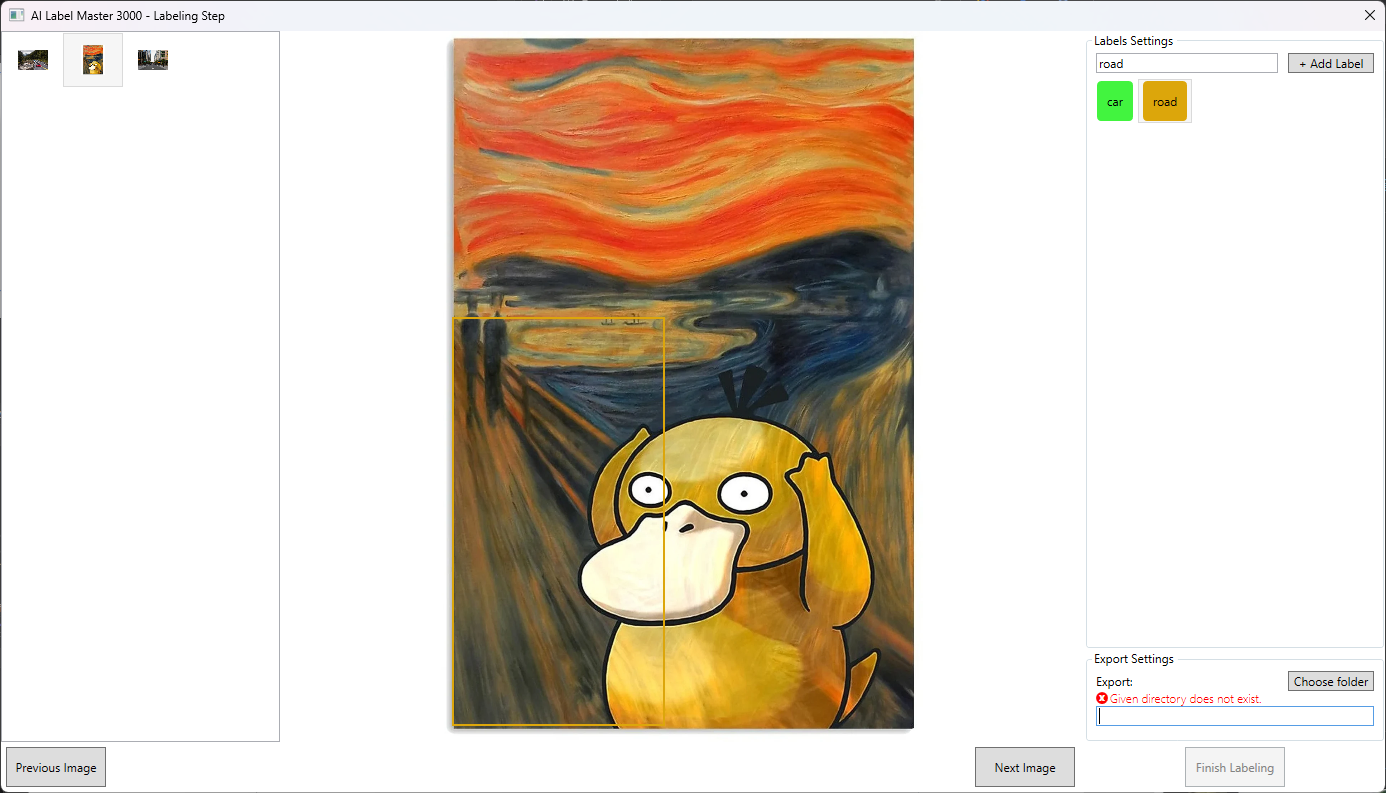 AI Label Master 3000 - Labeling Step
Labels Settings
road
+ Add Label
car
road
Export Settings
Export:
Choose folder
Given directory does not exist.
Previous Image
Next Image
Finish Labeling